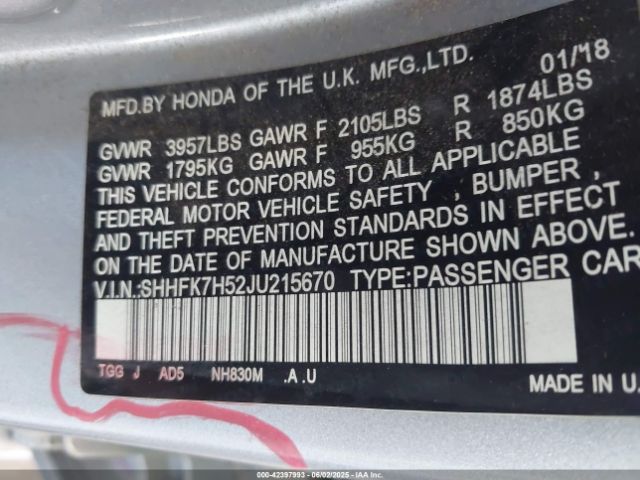 MFD.BY HONDA OF THE U.K. MFG.,LTD. 01/18
GVWR 3957LBS GAWR F 2105LBS R 1874LBS
GVWR 1795KG GAWR F 955KG R 850KG
THIS VEHICLE CONFORMS TO ALL APPLICABLE
FEDERAL MOTOR VEHICLE SAFETY , BUMPER ,
AND THEFT PREVENTION STANDARDS IN EFFECT
ON THE DATE OF MANUFACTURE SHOWN ABOVE.
V.I.N.:SHHFK7H52JU215670 TYPE:PASSENGER CAR
TGG J AD5 NH830M .A .U
MADE IN U.
000-42397993 - 06/02/2025 - IAAI.COM